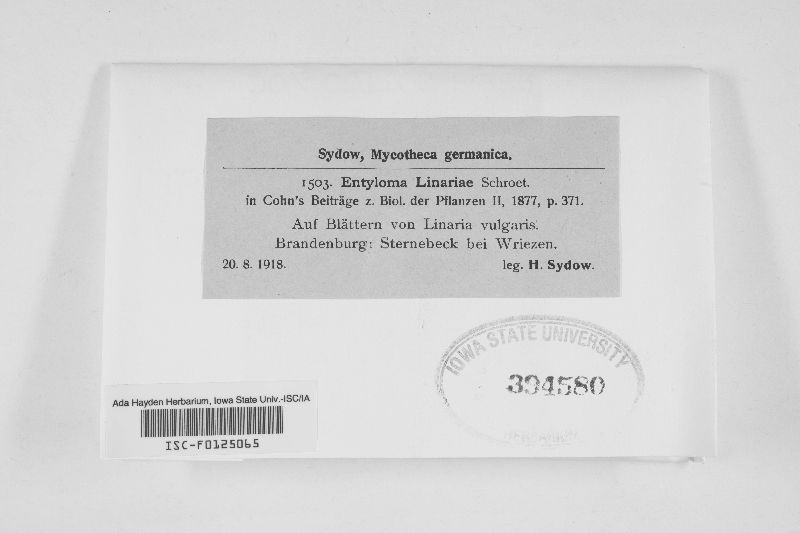 Sydow, Mycotheca germanica.
1503. Entyloma Linariae Schroet.
in Cohn's Beiträge z. Biol. der Pflanzen II, 1877, p. 371.
Auf Blättern von Linaria vulgaris.
Brandenburg: Sternebeck bei Wriezen.
20. 8. 1918. leg. H. Sydow.
IOWA STATE UNIVERSITY
394580
HERBARIUM
Ada Hayden Herbarium, Iowa State Univ.-ISC/IA
ISC-F0125065